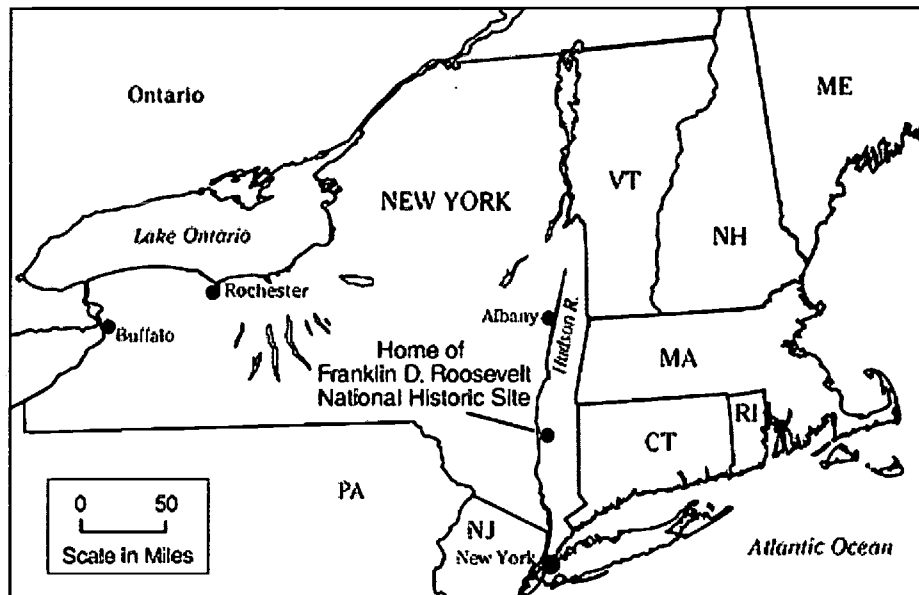 Ontario
ME
NEW YORK
VT
Lake Ontario
NH
Rochester
Albany
Hudson R.
Buffalo
Home of
Franklin D. Roosevelt
National Historic Site
MA
CT
RI
PA
0 50
Scale in Miles
NJ
New York
Atlantic Ocean